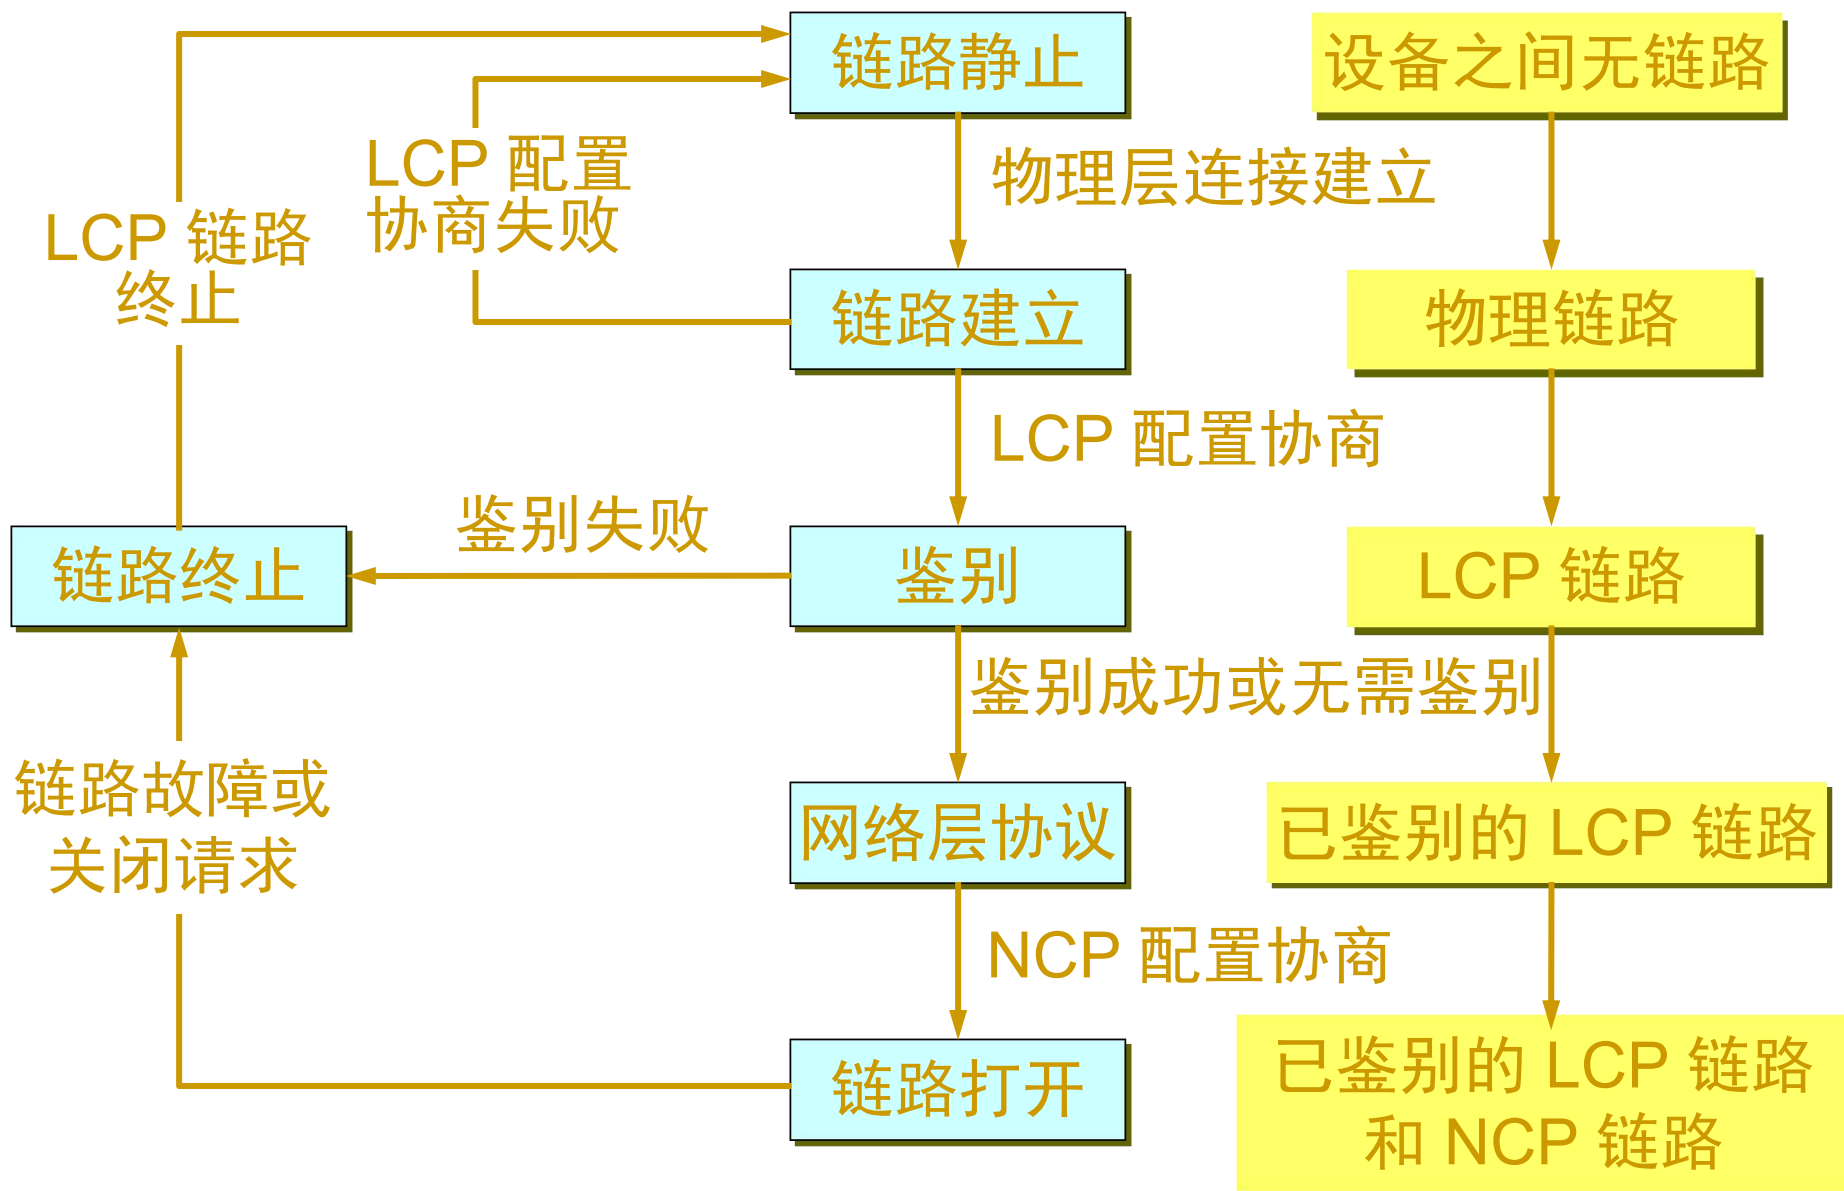 链路静止
设备之间无链路
LCP 配置
协商失败
物理层连接建立
LCP 链路
终止
链路建立
物理链路
LCP 配置协商
鉴别失败
链路终止
鉴别
LCP 链路
鉴别成功或无需鉴别
链路故障或
关闭请求
网络层协议
已鉴别的 LCP 链路
NCP 配置协商
链路打开
已鉴别的 LCP 链路
和 NCP 链路